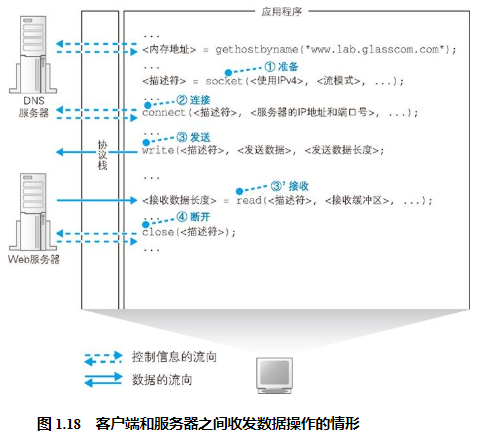 应用程序
...
<内存地址> = gethostbyname("www.lab.glasscom.com");
...
① 准备
<描述符> = socket(<使用IPv4>, <流模式>, ...);
DNS
服务器
...
② 连接
connect(<描述符>, <服务器的IP地址和端口号>, ...);
...
③ 发送
协议栈
write(<描述符>, <发送数据>, <发送数据长度>;
...
③' 接收
<接收数据长度> = read(<描述符>, <接收缓冲区>, ...);
...
④ 断开
close(<描述符>);
...
Web服务器
控制信息的流向
数据的流向
图 1.18 客户端和服务器之间收发数据操作的情形